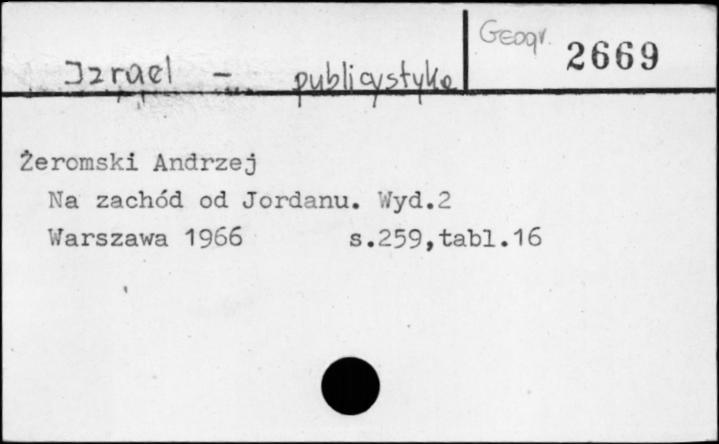 Geogr. 2669
Izrael - publicystyka
Żeromski Andrzej
Na zachód od Jordanu. Wyd.2
Warszawa 1966 s.259,tabl.16